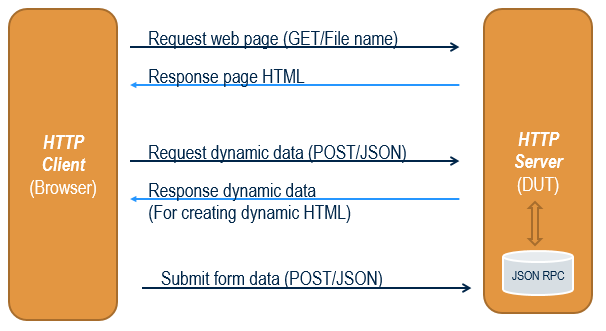 Request web page (GET/File name)
Response page HTML
HTTP
Client
(Browser)
Request dynamic data (POST/JSON)
Response dynamic data
(For creating dynamic HTML)
Submit form data (POST/JSON)
HTTP
Server
(DUT)
JSON RPC